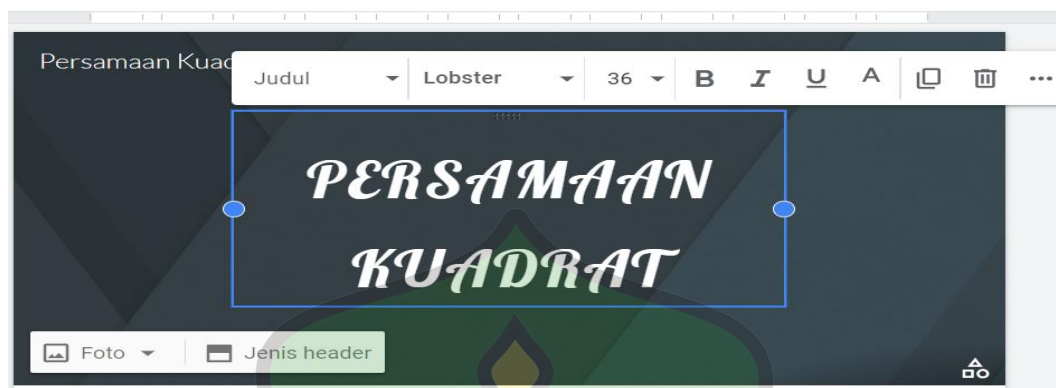 Persamaan Kuad
Judul Lobster 36 B I U A
PERSAMAAN
KUADRAT
Foto Jenis header